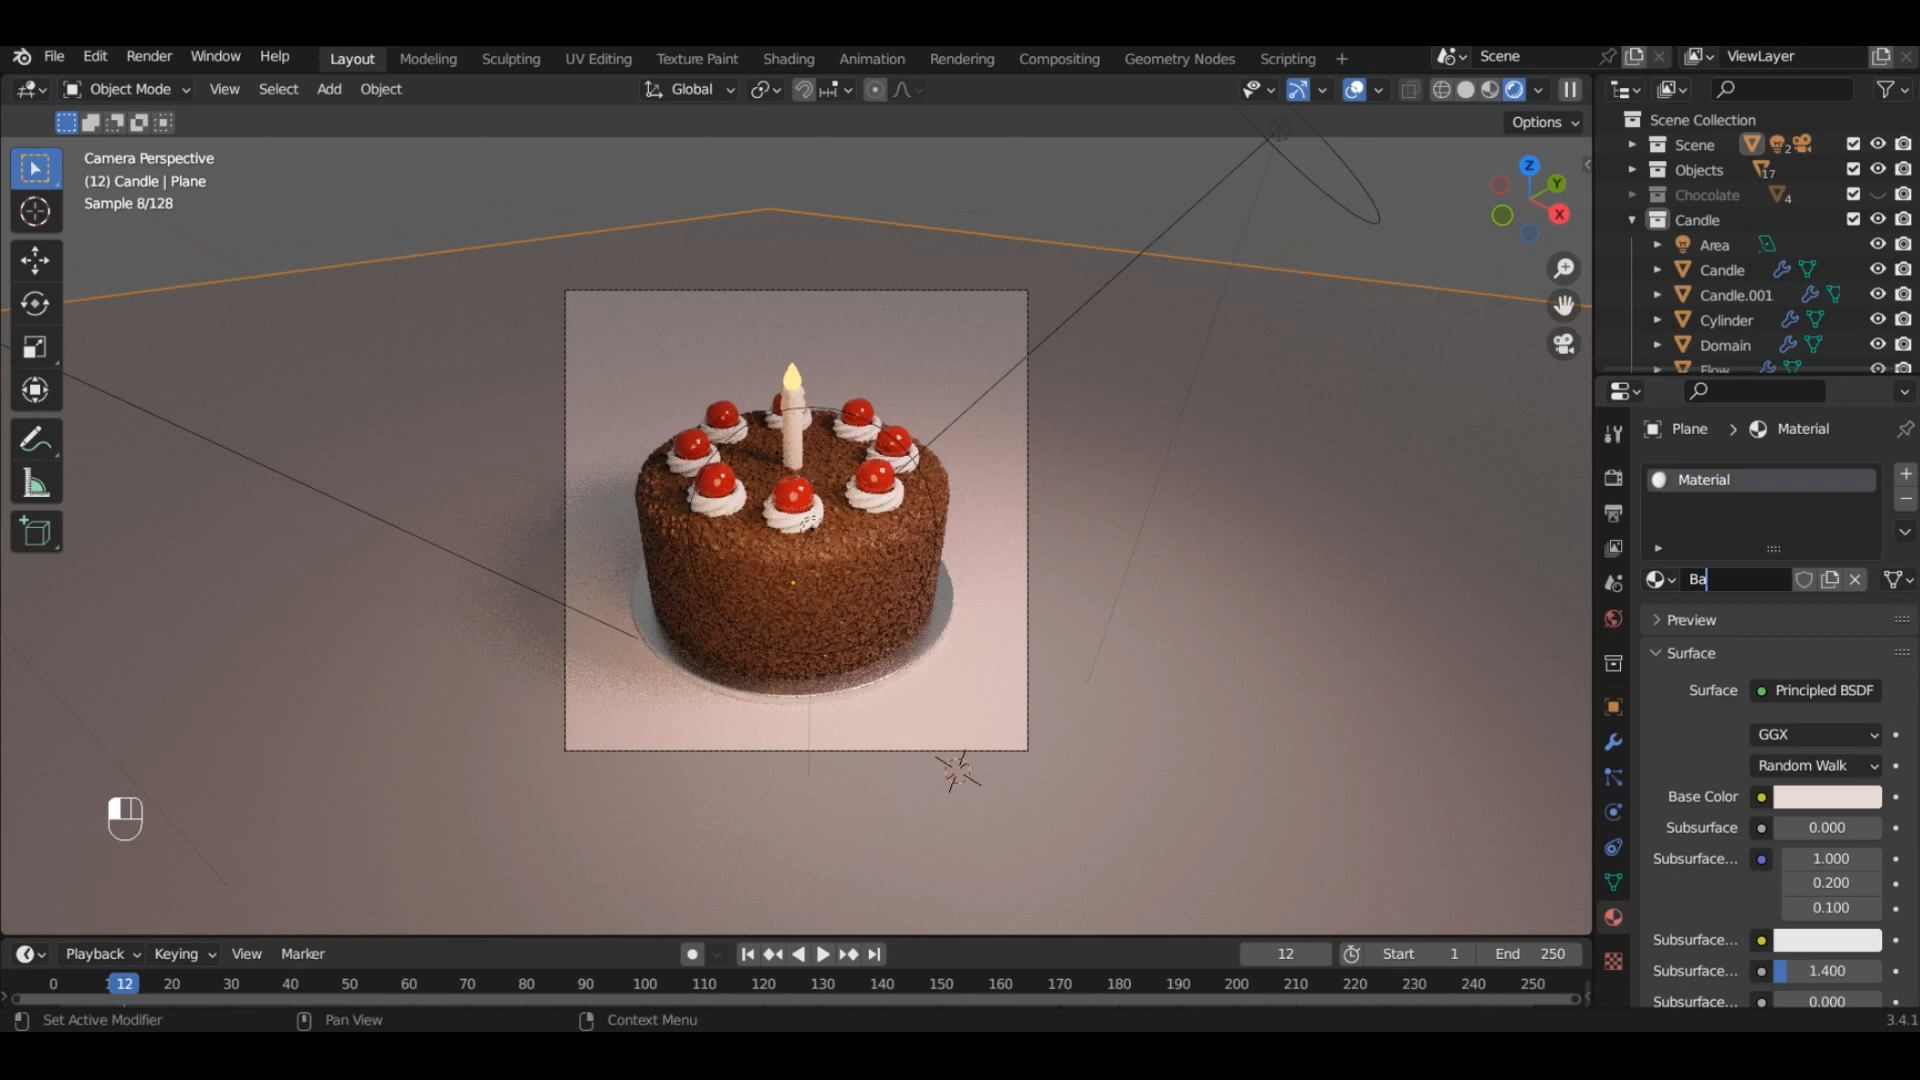 File Edit Render Window Help Layout Modeling Sculpting UV Editing Texture Paint Shading Animation Rendering Compositing Geometry Nodes Scripting + Scene ViewLayer
Object Mode View Select Add Object Global
Options
Camera Perspective
(12) Candle | Plane
Sample 8/128
Z
Y
X
Scene Collection
Scene 2
Objects 17
Chocolate 4
Candle
Area
Candle
Candle.001
Cylinder
Domain
Flow
Plane > Material
Material
Ba
Preview
Surface
Surface Principled BSDF
GGX
Random Walk
Base Color
Subsurface 0.000
Subsurface... 1.000
0.200
0.100
Subsurface...
Subsurface... 1.400
Subsurface... 0.000
Playback Keying View Marker 12 Start 1 End 250
0 12 20 30 40 50 60 70 80 90 100 110 120 130 140 150 160 170 180 190 200 210 220 230 240 250
Set Active Modifier Pan View Context Menu 3.4.1